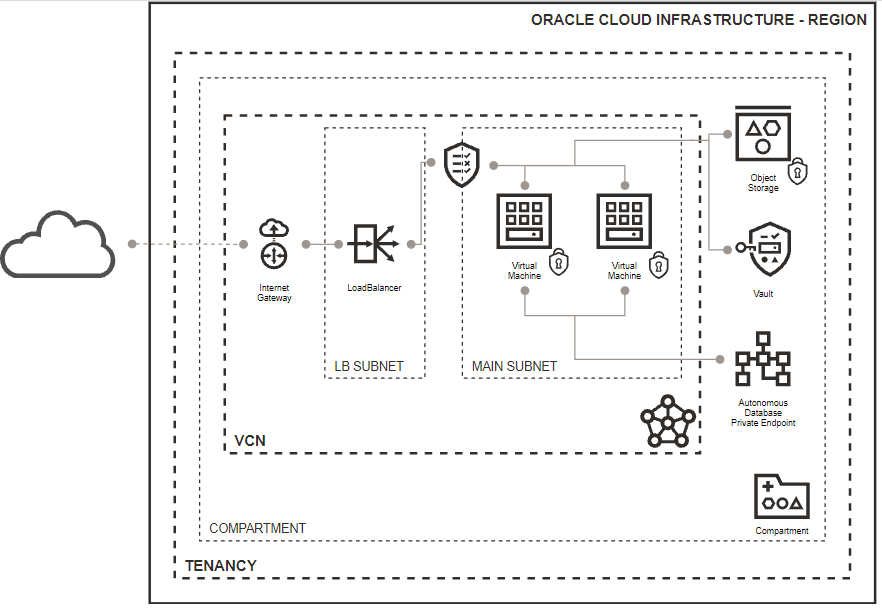 ORACLE CLOUD INFRASTRUCTURE - REGION
Object
Storage
Internet
Gateway
LoadBalancer
Virtual
Machine
Virtual
Machine
Vault
LB SUBNET
MAIN SUBNET
Autonomous
Database
Private Endpoint
VCN
COMPARTMENT
Compartment
TENANCY